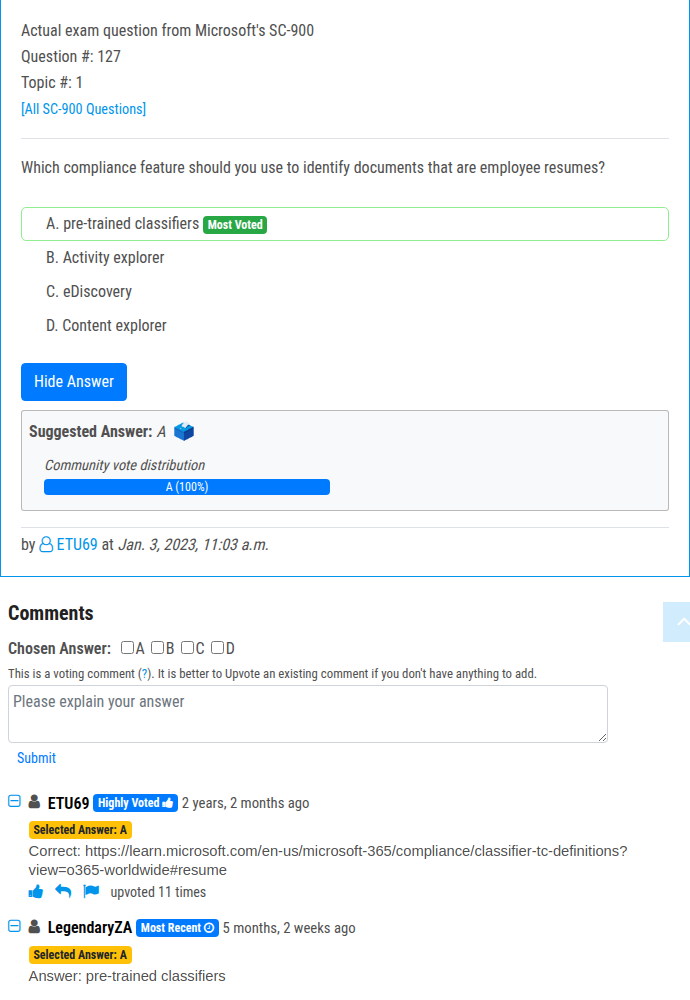 Actual exam question from Microsoft's SC-900
Question #: 127
Topic #: 1
[All SC-900 Questions]
Which compliance feature should you use to identify documents that are employee resumes?
A. pre-trained classifiers Most Voted
B. Activity explorer
C. eDiscovery
D. Content explorer
Hide Answer
Suggested Answer: A
Community vote distribution
A (100%)
by ETU69 at Jan. 3, 2023, 11:03 a.m.
Comments
Chosen Answer: A B C D
This is a voting comment (?). It is better to Upvote an existing comment if you don't have anything to add.
Please explain your answer
Submit
ETU69 Highly Voted 2 years, 2 months ago
Selected Answer: A
Correct: https://learn.microsoft.com/en-us/microsoft-365/compliance/classifier-tc-definitions?
view=o365-worldwide#resume
upvoted 11 times
LegendaryZA Most Recent 5 months, 2 weeks ago
Selected Answer: A
Answer: pre-trained classifiers